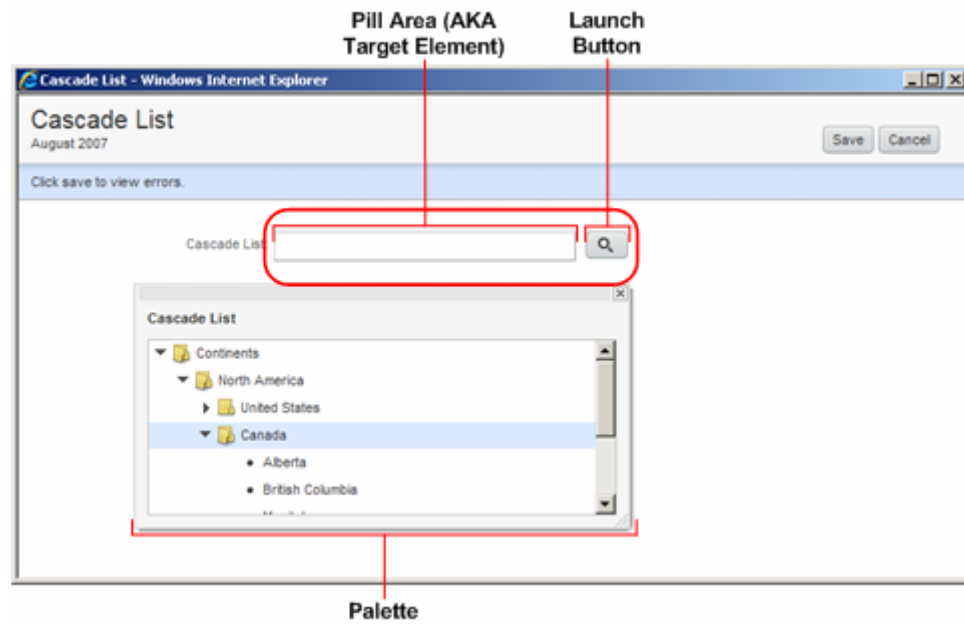 Pill Area (AKA
Target Element)
Launch
Button
Cascade List - Windows Internet Explorer
Cascade List
August 2007
Save
Cancel
Click save to view errors.
Cascade List
Cascade List
Continents
North America
United States
Canada
Alberta
British Columbia
Palette